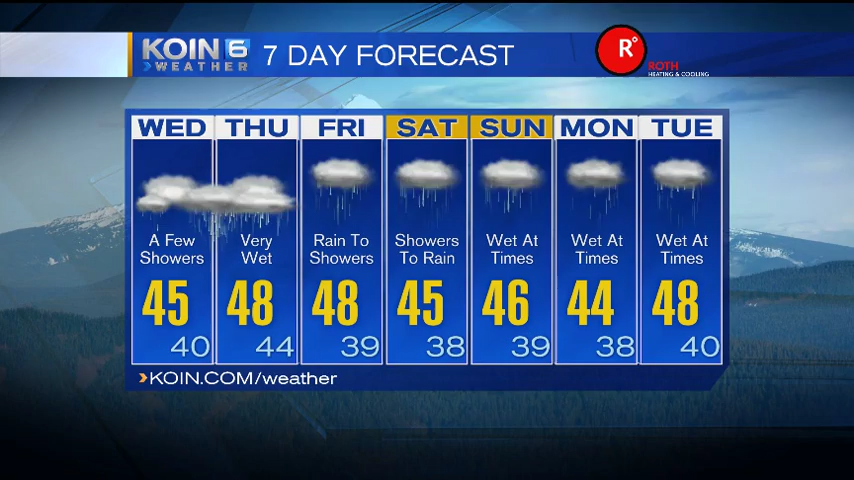 KOIN 6
WEATHER
7 DAY FORECAST
R°
ROTH
HEATING & COOLING
WED THU FRI SAT SUN MON TUE
A Few Very Rain To Showers Wet At Wet At Wet At
Showers Wet Showers To Rain Times Times Times
45 48 48 45 46 44 48
40 44 39 38 39 38 40
KOIN.COM/weather